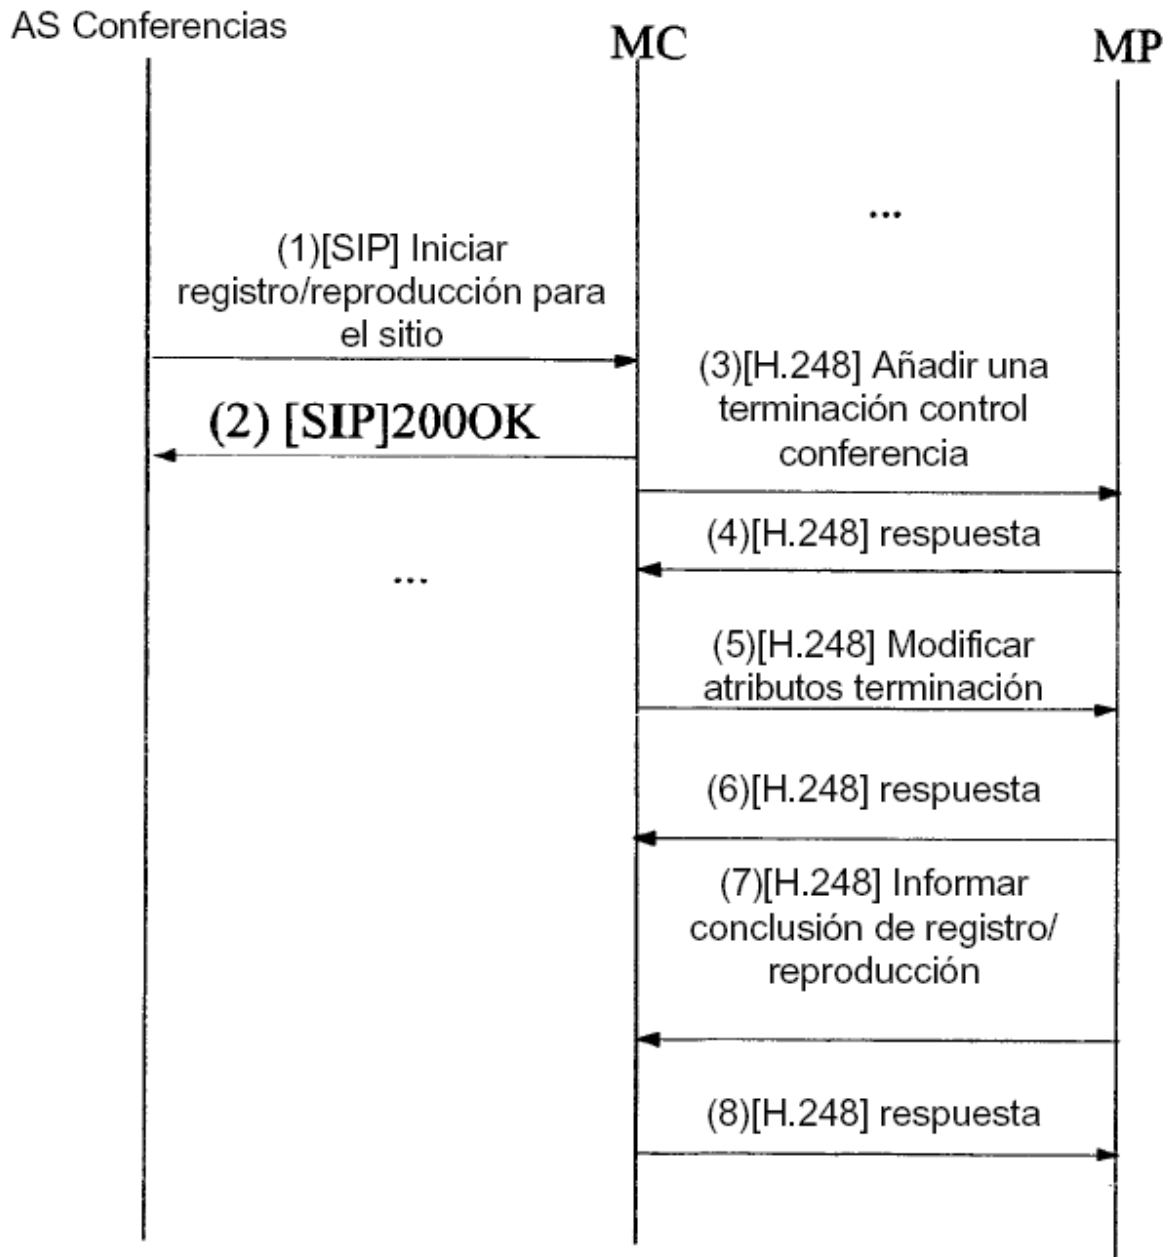 AS Conferencias
MC
MP
...
(1)[SIP] Iniciar
registro/reproducción para
el sitio
(2) [SIP]200OK
(3)[H.248] Añadir una
terminación control
conferencia
(4)[H.248] respuesta
...
(5)[H.248] Modificar
atributos terminación
(6)[H.248] respuesta
(7)[H.248] Informar
conclusión de registro/
reproducción
(8)[H.248] respuesta